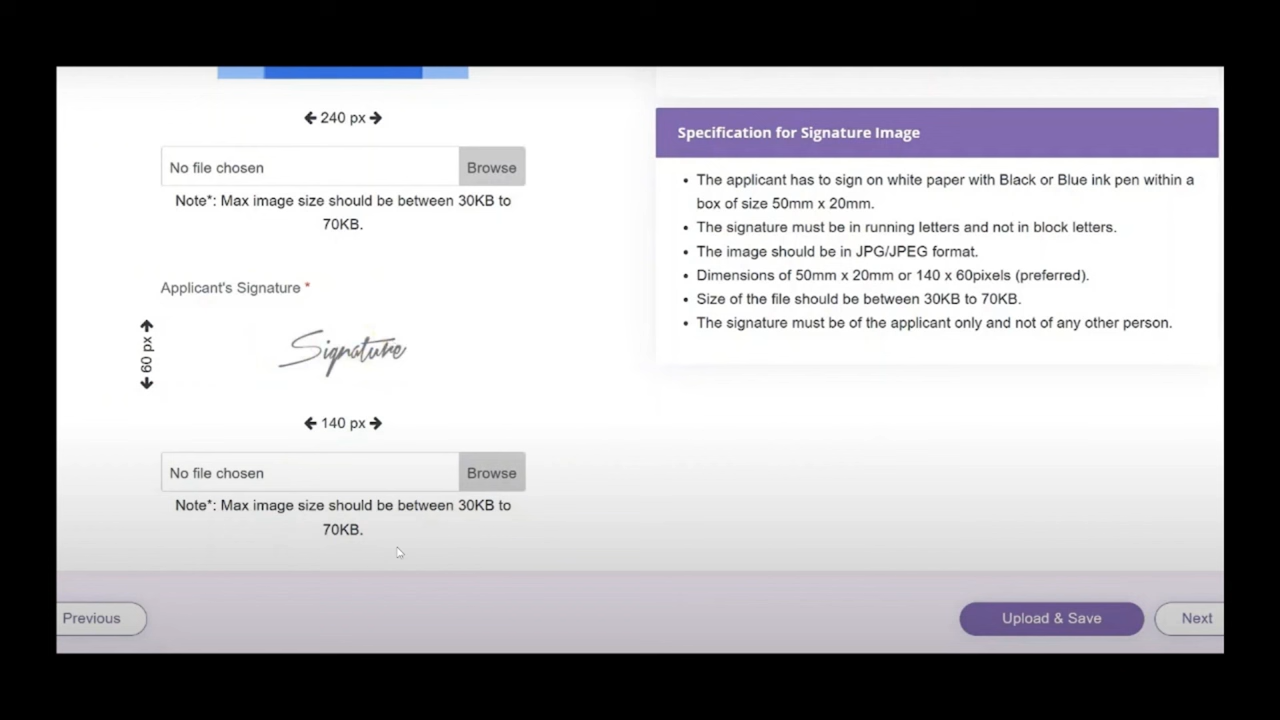 240 px
No file chosen
Browse
Note*: Max image size should be between 30KB to
70KB.
Applicant's Signature *
60 px
Signature
140 px
No file chosen
Browse
Note*: Max image size should be between 30KB to
70KB.
Specification for Signature Image
The applicant has to sign on white paper with Black or Blue ink pen within a
box of size 50mm x 20mm.
The signature must be in running letters and not in block letters.
The image should be in JPG/JPEG format.
Dimensions of 50mm x 20mm or 140 x 60pixels (preferred).
Size of the file should be between 30KB to 70KB.
The signature must be of the applicant only and not of any other person.
Previous
Upload & Save
Next